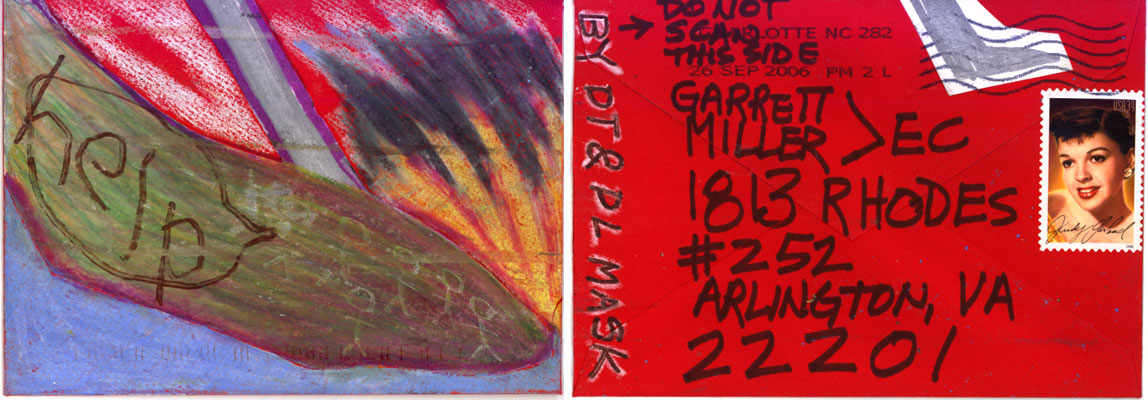 help
BY DT & DL MASK
DO NOT
SCAN
THIS SIDE
CHARLOTTE NC 282
26 SEP 2006 PM 2 L
GARRETT
MILLER > EC
1813 RHODES
#252
ARLINGTON, VA
22201
USA 39
Judy Garland